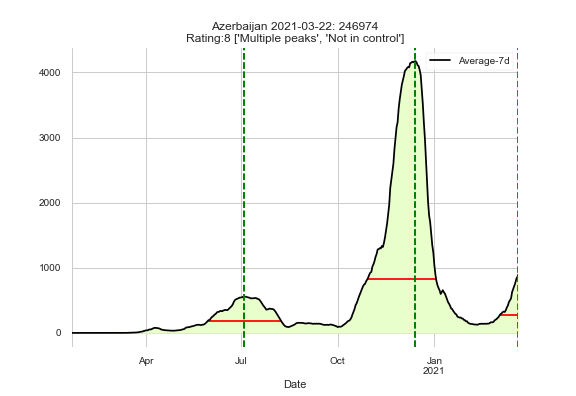 Azerbaijan 2021-03-22: 246974
Rating:8 ['Multiple peaks', 'Not in control']
Average-7d
4000
3000
2000
1000
0
Apr
Jul
Oct
Jan
2021
Date